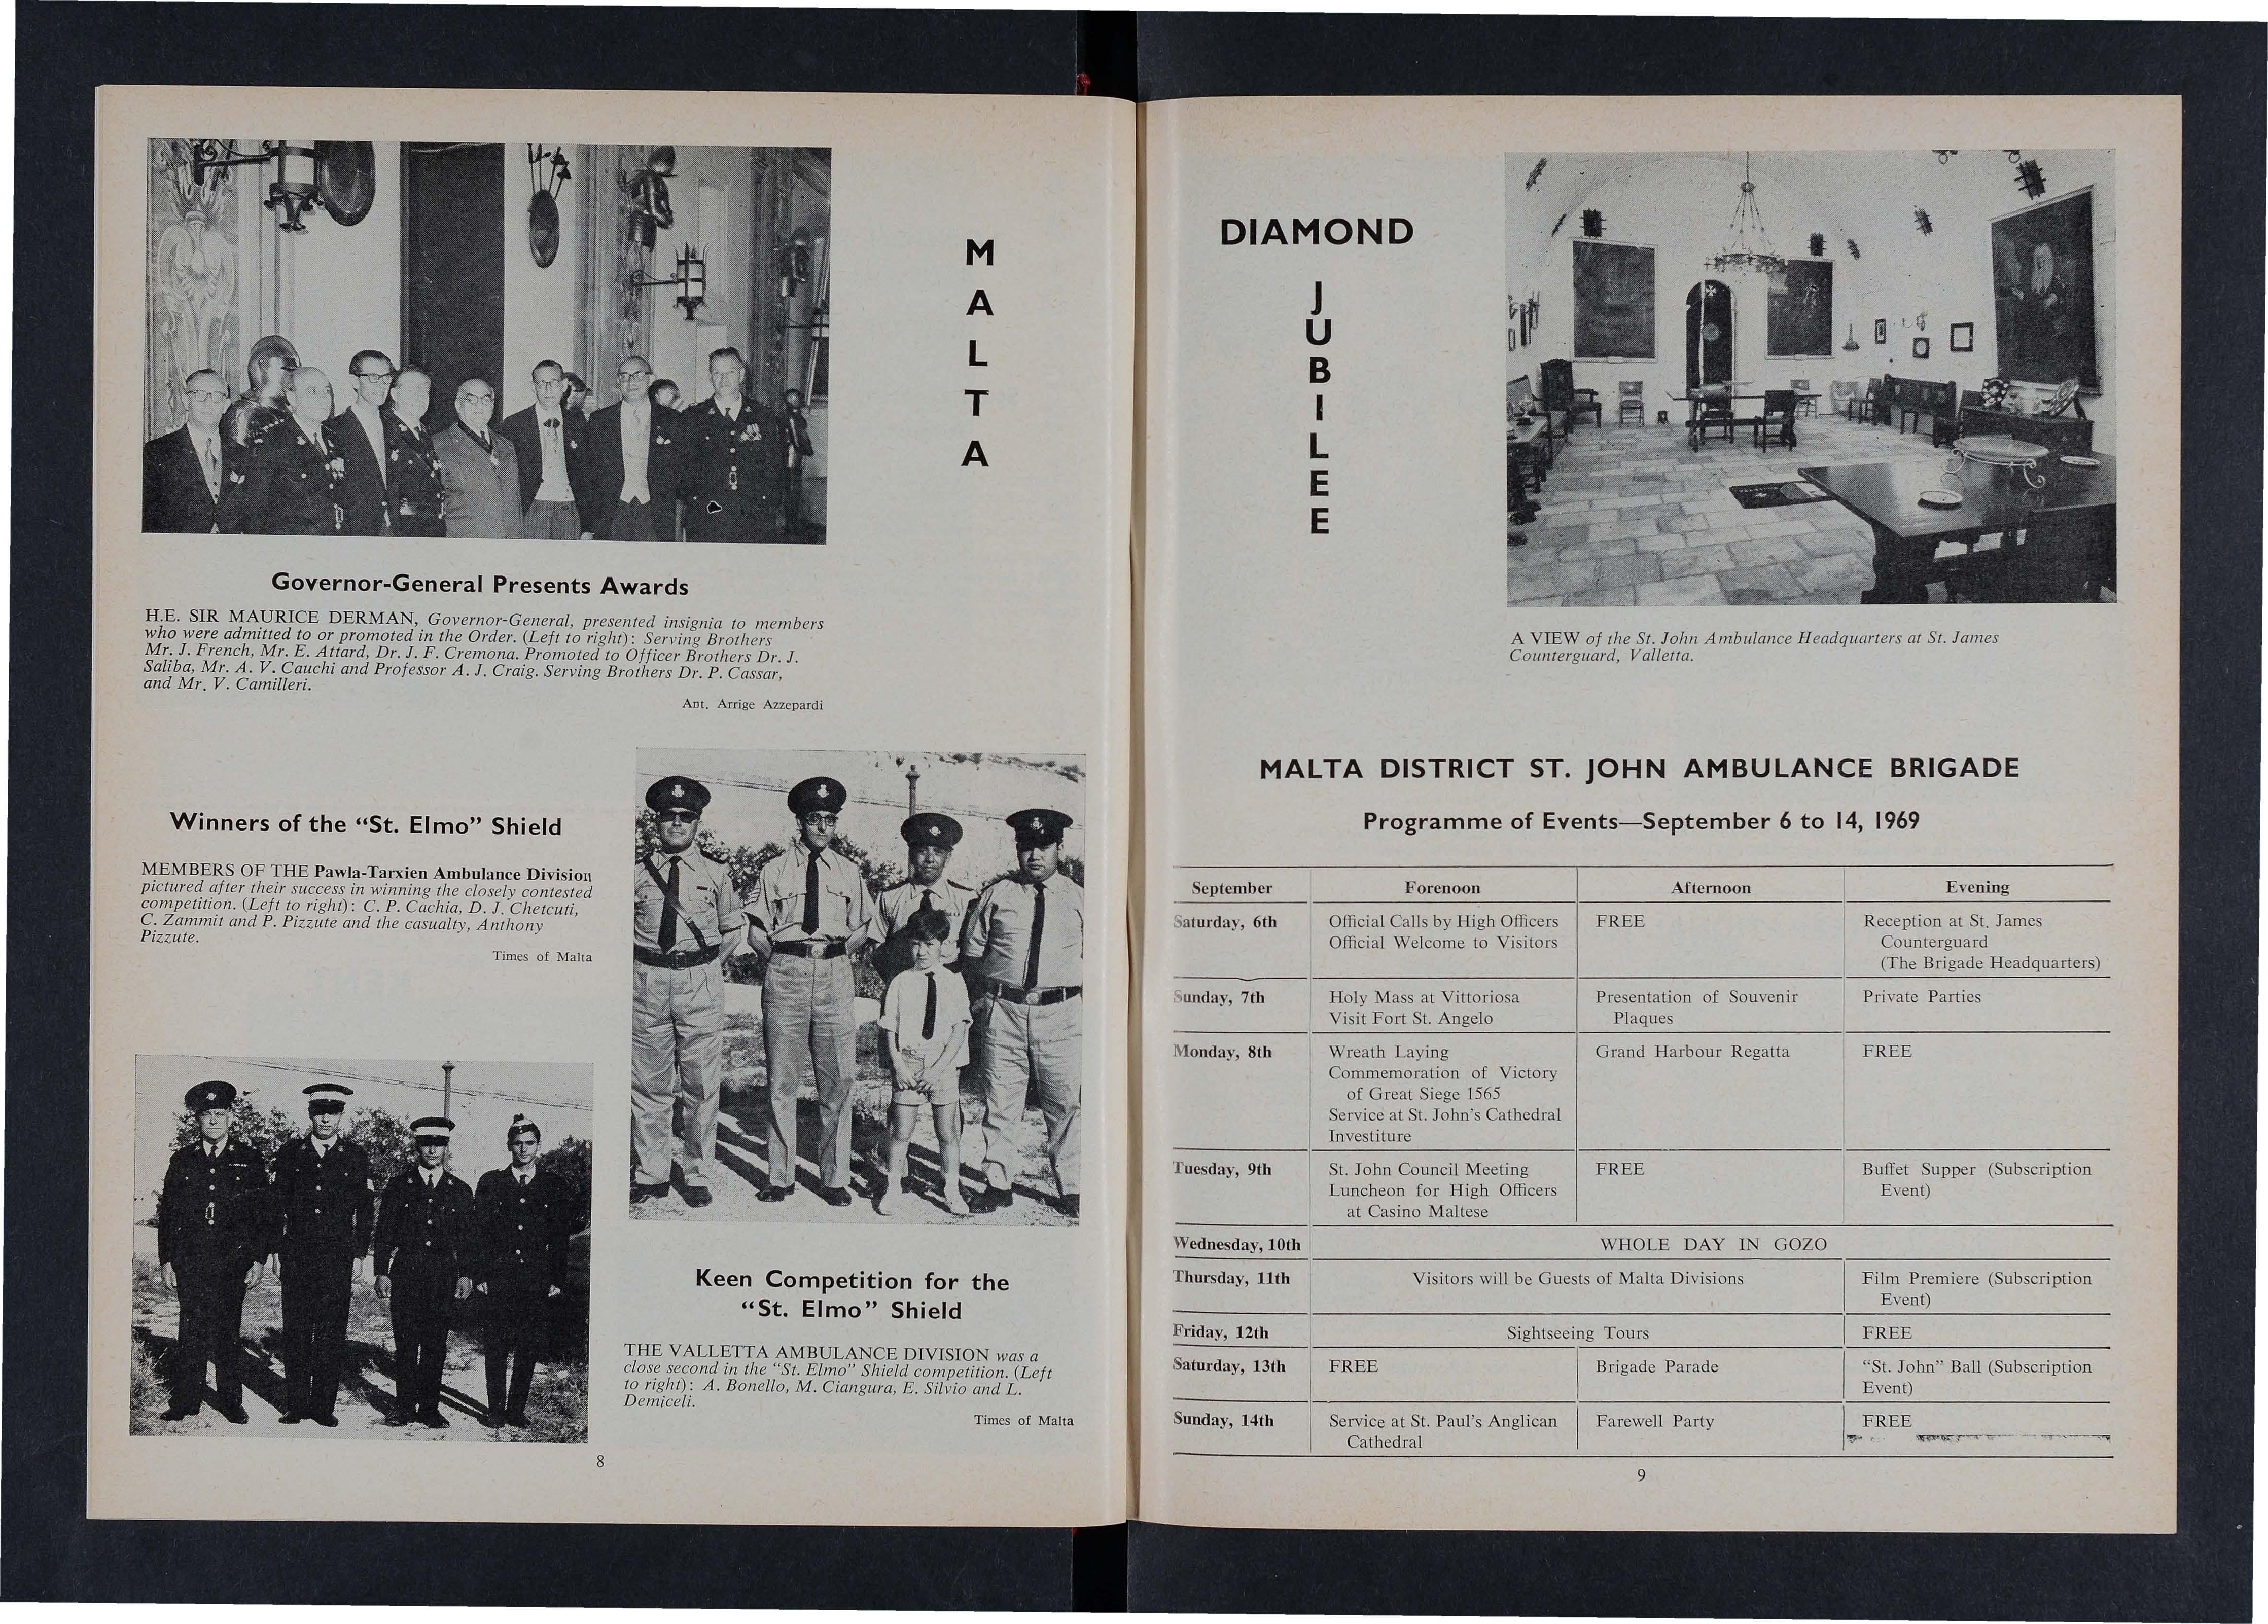 M
A
L
T
A
Governor-General Presents Awards
H.E. SIR MAURICE DERMAN, Governor-General, presented insignia to members
who were admitted to or promoted in the Order. (Left to right): Serving Brothers
Mr. J. French, Mr. E. Attard, Dr. J. F. Cremona. Promoted to Officer Brothers Dr. J.
Saliba, Mr. A. V. Cauchi and Professor A. J. Craig. Serving Brothers Dr. P. Cassar,
and Mr. V. Camilleri.
Ant. Arrige Azzepardi
Winners of the “St. Elmo” Shield
MEMBERS OF THE Pawla-Tarxien Ambulance Division
pictured after their success in winning the closely contested
competition. (Left to right): C. P. Cachia, D. J. Chetcuti,
C. Zammit and P. Pizzute and the casualty, Anthony
Pizzute.
Times of Malta
Keen Competition for the
“St. Elmo” Shield
THE VALLETTA AMBULANCE DIVISION was a
close second in the “St. Elmo” Shield competition. (Left
to right): A. Bonello, M. Ciangura, E. Silvio and L.
Demiceli.
Times of Malta
8
DIAMOND
J
U
B
I
L
E
E
A VIEW of the St. John Ambulance Headquarters at St. James
Counterguard, Valletta.
MALTA DISTRICT ST. JOHN AMBULANCE BRIGADE
Programme of Events—September 6 to 14, 1969
September Forenoon Afternoon Evening
Saturday, 6th Official Calls by High Officers FREE Reception at St. James
Official Welcome to Visitors Counterguard
(The Brigade Headquarters)
Sunday, 7th Holy Mass at Vittoriosa Presentation of Souvenir Private Parties
Visit Fort St. Angelo Plaques
Monday, 8th Wreath Laying Grand Harbour Regatta FREE
Commemoration of Victory
of Great Siege 1565
Service at St. John's Cathedral
Investiture
Tuesday, 9th St. John Council Meeting FREE Buffet Supper (Subscription
Luncheon for High Officers Event)
at Casino Maltese
Wednesday, 10th WHOLE DAY IN GOZO
Thursday, 11th Visitors will be Guests of Malta Divisions Film Premiere (Subscription
Event)
Friday, 12th Sightseeing Tours FREE
Saturday, 13th FREE Brigade Parade “St. John” Ball (Subscription
Event)
Sunday, 14th Service at St. Paul's Anglican Farewell Party FREE
Cathedral
9